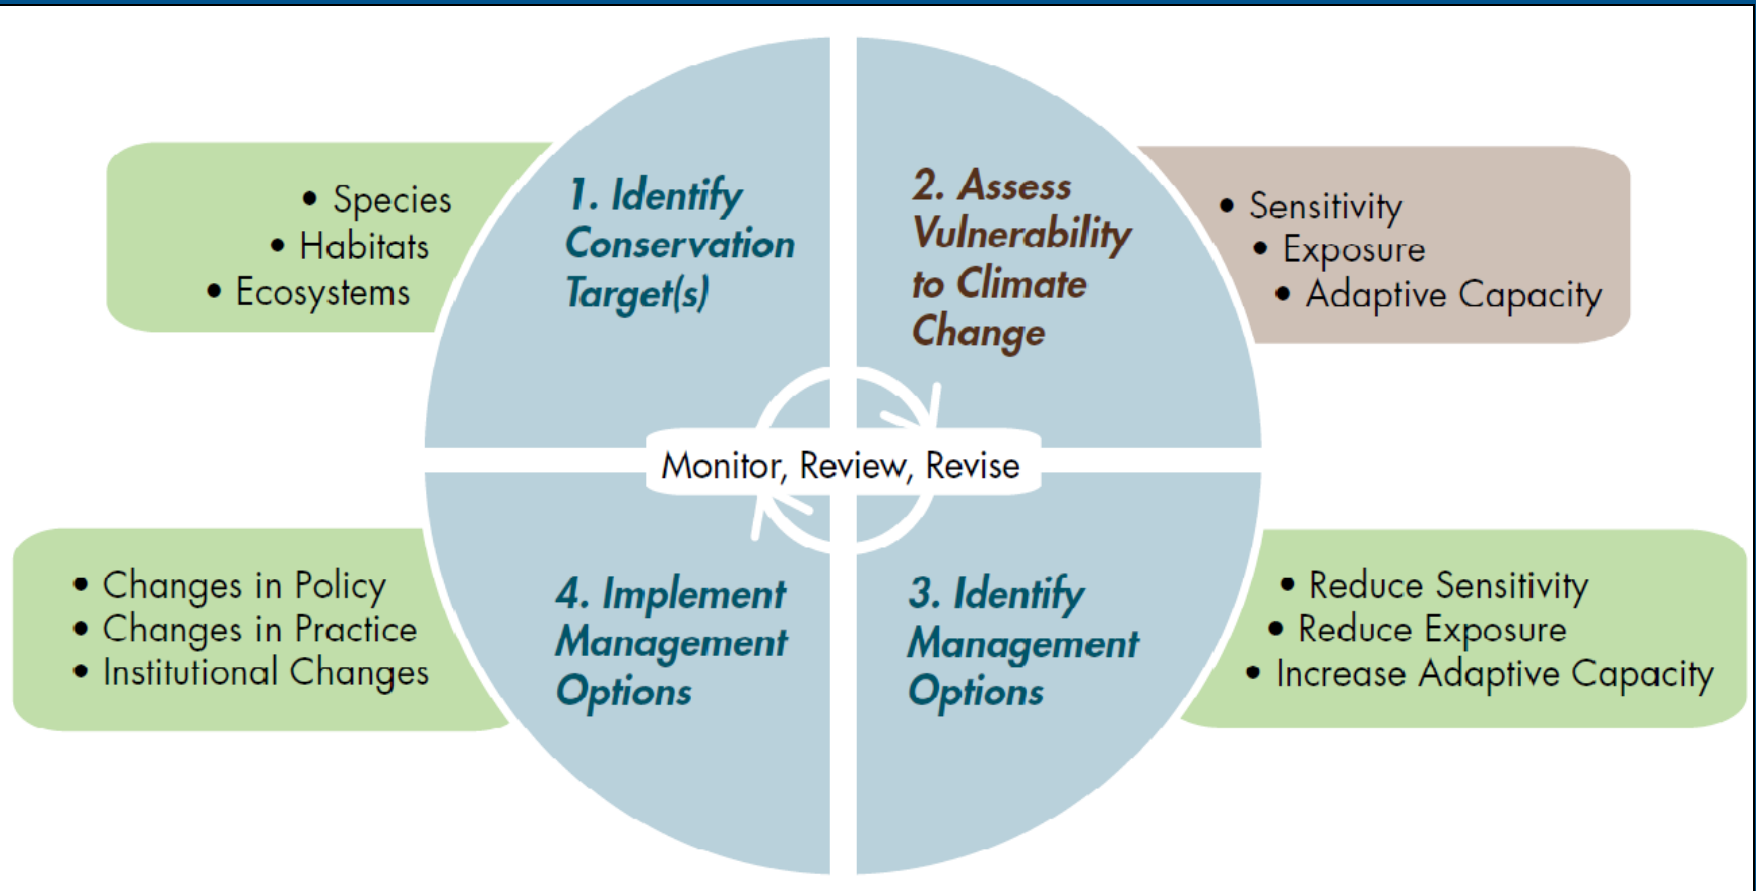 • Species
• Habitats
• Ecosystems
1. Identify
Conservation
Target(s)
2. Assess
Vulnerability
to Climate
Change
• Sensitivity
• Exposure
• Adaptive Capacity
Monitor, Review, Revise
• Changes in Policy
• Changes in Practice
• Institutional Changes
4. Implement
Management
Options
3. Identify
Management
Options
• Reduce Sensitivity
• Reduce Exposure
• Increase Adaptive Capacity